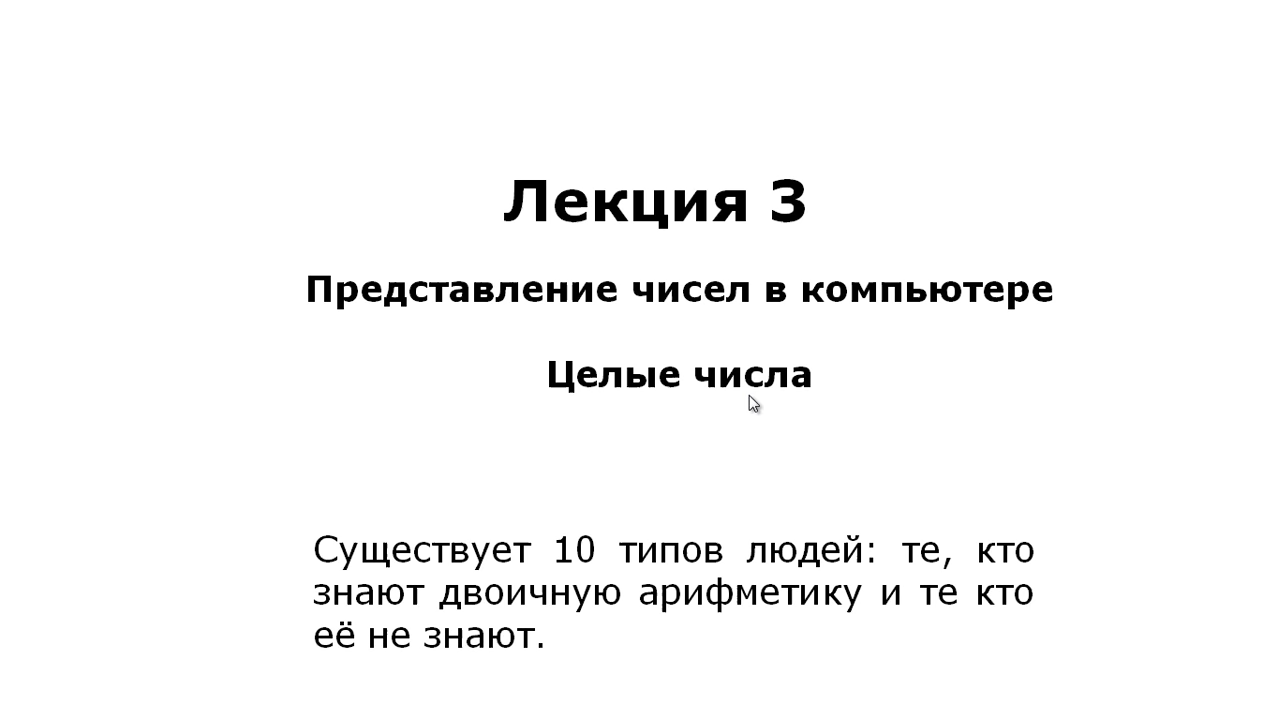 Лекция 3
Представление чисел в компьютере
Целые числа
Существует 10 типов людей: те, кто
знают двоичную арифметику и те кто
её не знают.